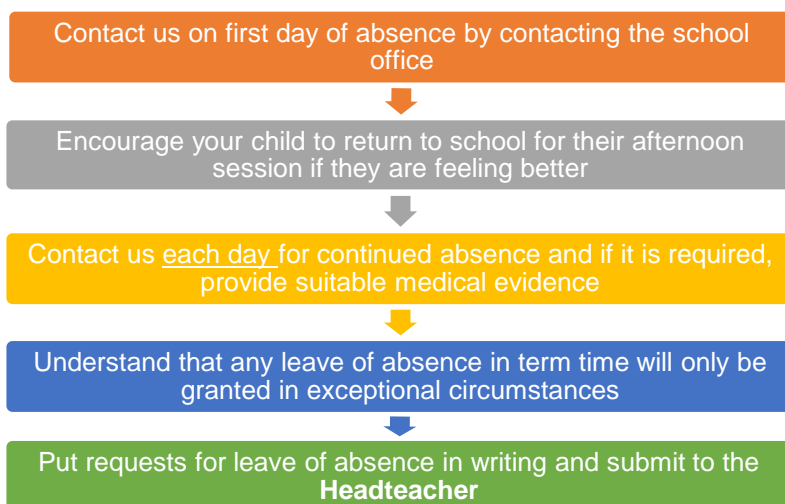 Contact us on first day of absence by contacting the school
office
Encourage your child to return to school for their afternoon
session if they are feeling better
Contact us each day for continued absence and if it is required,
provide suitable medical evidence
Understand that any leave of absence in term time will only be
granted in exceptional circumstances
Put requests for leave of absence in writing and submit to the
Headteacher